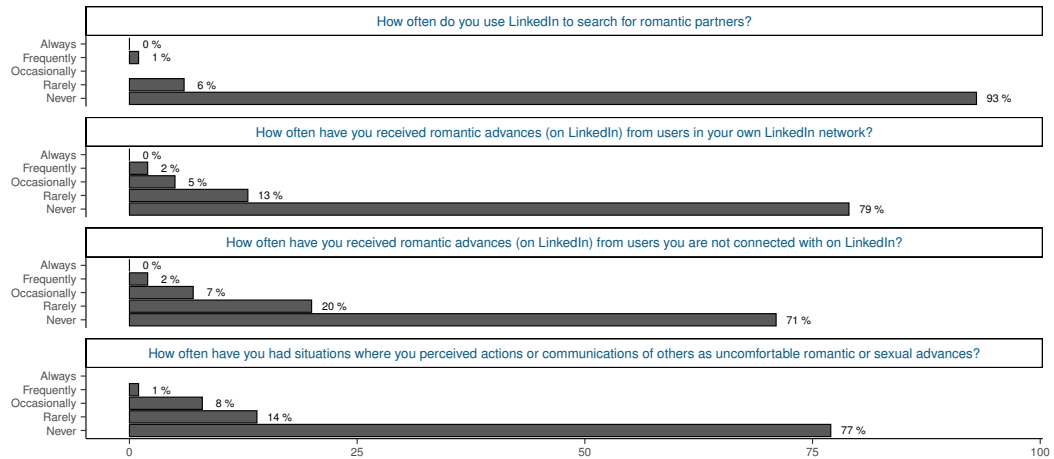 How often do you use LinkedIn to search for romantic partners?
Always 0 %
Frequently 1 %
Occasionally
Rarely 6 %
Never 93 %
How often have you received romantic advances (on LinkedIn) from users in your own LinkedIn network?
Always 0 %
Frequently 2 %
Occasionally 5 %
Rarely 13 %
Never 79 %
How often have you received romantic advances (on LinkedIn) from users you are not connected with on LinkedIn?
Always 0 %
Frequently 2 %
Occasionally 7 %
Rarely 20 %
Never 71 %
How often have you had situations where you perceived actions or communications of others as uncomfortable romantic or sexual advances?
Always
Frequently 1 %
Occasionally 8 %
Rarely 14 %
Never 77 %
0 25 50 75 100